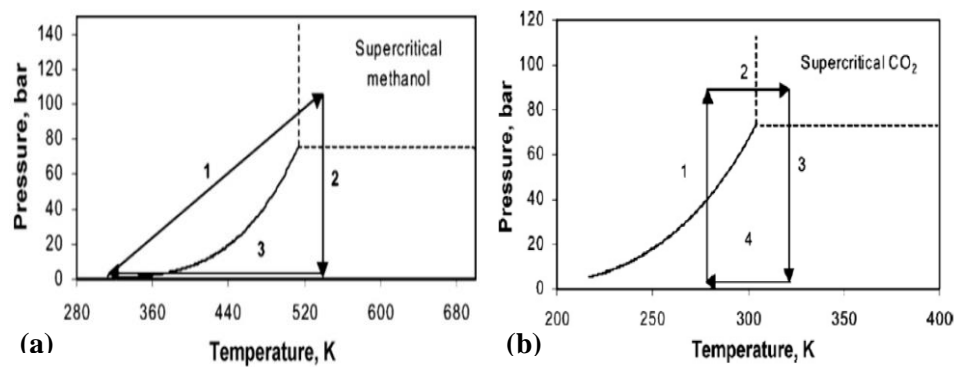 140
120
100
80
60
40
20
0
Pressure, bar
Supercritical
methanol
1
2
3
280 360 440 520 600 680
(a) Temperature, K
120
100
80
60
40
20
0
Pressure, bar
Supercritical CO₂
2
1
3
4
200 250 300 350 400
(b) Temperature, K